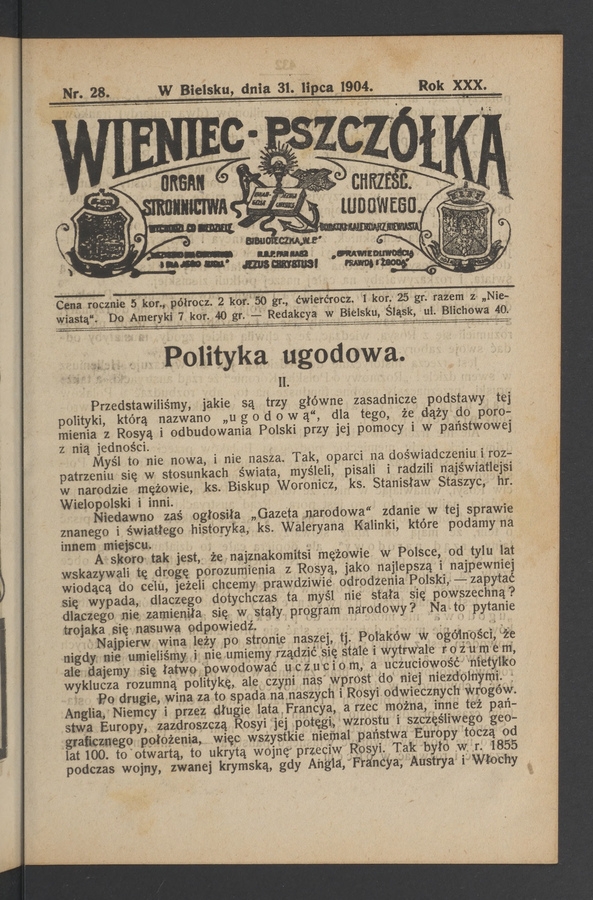 Nr. 28. W Bielsku, dnia 31. lipca 1904. Rok XXX.
WIENIEC-PSZCZÓŁKA
ORGAN CHRZEŚC.
STRONNICTWA LUDOWEGO.
WYCHODZI CO NIEDZIELĘ
BIBLIOTECZKA „W.P."
JEZUS CHRYSTUS!
„SPRAWIEDLIWOŚCIĄ
PRAWDĄ I ZGODĄ"
Cena rocznie 5 kor., półrocz. 2 kor. 50 gr., ćwierćrocz. 1 kor. 25 gr. razem z „Nie-
wiastą". Do Ameryki 7 kor. 40 gr. — Redakcya w Bielsku, Śląsk, ul. Blichowa 40.
Polityka ugodowa.
II.
Przedstawiliśmy, jakie są trzy główne zasadnicze podstawy tej
polityki, którą nazwano „ugodową", dla tego, że dąży do poro-
mienia z Rosyą i odbudowania Polski przy jej pomocy i w państwowej
z nią jedności.
Myśl to nie nowa, i nie nasza. Tak, oparci na doświadczeniu i roz-
patrzeniu się w stosunkach świata, myśleli, pisali i radzili najświatlejsi
w narodzie mężowie, ks. Biskup Woronicz, ks. Stanisław Staszyc, hr.
Wielopolski i inni.
Niedawno zaś ogłosiła „Gazeta narodowa" zdanie w tej sprawie
znanego i światłego historyka, ks. Waleryana Kalinki, które podamy na
innem miejscu.
A skoro tak jest, że najznakomitsi mężowie w Polsce, od tylu lat
wskazywali tę drogę porozumienia z Rosyą, jako najlepszą i najpewniej
wiodącą do celu, jeżeli chcemy prawdziwie odrodzenia Polski, — zapytać
się wypada, dlaczego dotychczas ta myśl nie stała się powszechną?
dlaczego nie zamieniła się w stały program narodowy? Na to pytanie
trojaka się nasuwa odpowiedź.
Najpierw wina leży po stronie naszej, tj. Polaków w ogólności, że
nigdy nie umieliśmy i nie umiemy rządzić się stale i wytrwale rozumem,
ale dajemy się łatwo powodować uczuciom, a uczuciowość nietylko
wyklucza rozumną politykę, ale czyni nas wprost do niej niezdolnymi.
Po drugie, wina za to spada na naszych i Rosyi odwiecznych wrogów.
Anglia, Niemcy i przez długie lata Francya, a rzec można, inne też pań-
stwa Europy, zazdroszczą Rosyi jej potęgi, wzrostu i szczęśliwego geo-
graficznego położenia, więc wszystkie niemal państwa Europy toczą od
lat 100. to otwartą, to ukrytą wojnę przeciw Rosyi. Tak było w r. 1855
podczas wojny, zwanej krymską, gdy Anglia, Francya, Austrya i Włochy